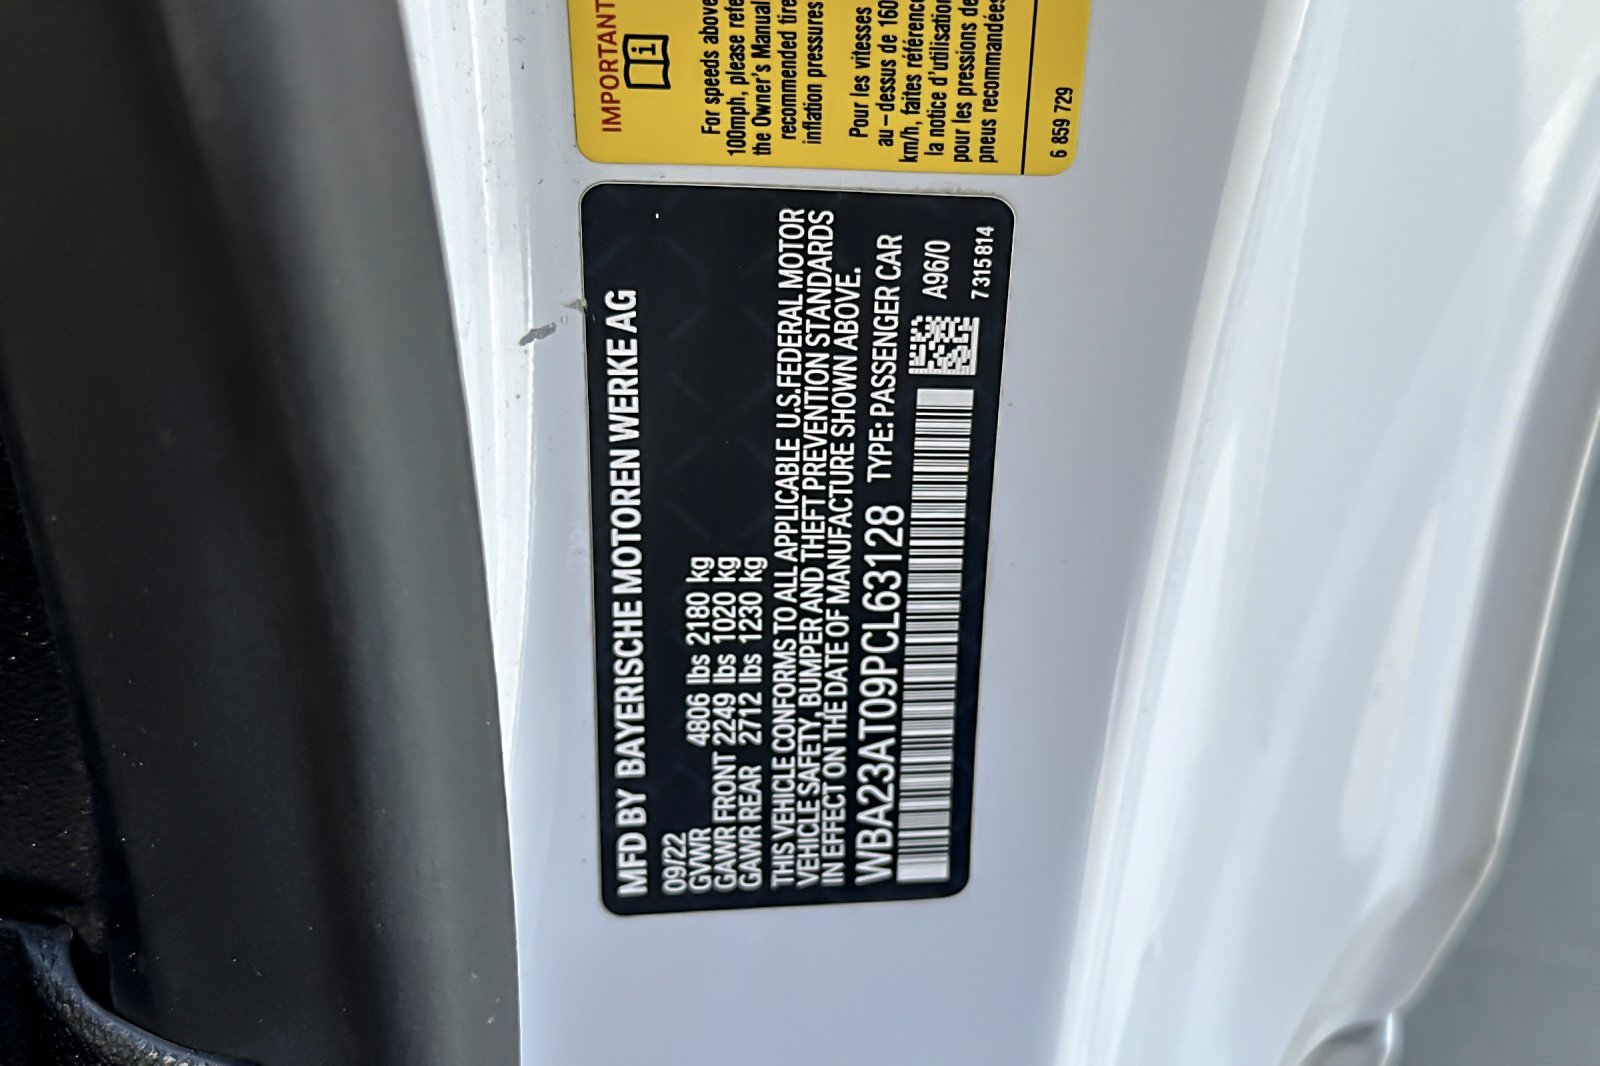 MFD BY BAYERISCHE MOTOREN WERKE AG
09/22
GVWR 4806 lbs 2180 kg
GAWR FRONT 2249 lbs 1020 kg
GAWR REAR 2712 lbs 1230 kg
THIS VEHICLE CONFORMS TO ALL APPLICABLE U.S.FEDERAL MOTOR
VEHICLE SAFETY, BUMPER AND THEFT PREVENTION STANDARDS
IN EFFECT ON THE DATE OF MANUFACTURE SHOWN ABOVE.
WBA23AT09PCL63128 TYPE: PASSENGER CAR
A96/0
7 315 814
IMPORTANT
For speeds above
100mph, please
the Owner's Manual
recommended tire
inflation pressures
Pour les vitesses
au-dessus de 160
km/h, faites
la notice d'utilisation
pour les pressions de
pneus recommandées
6 859 729